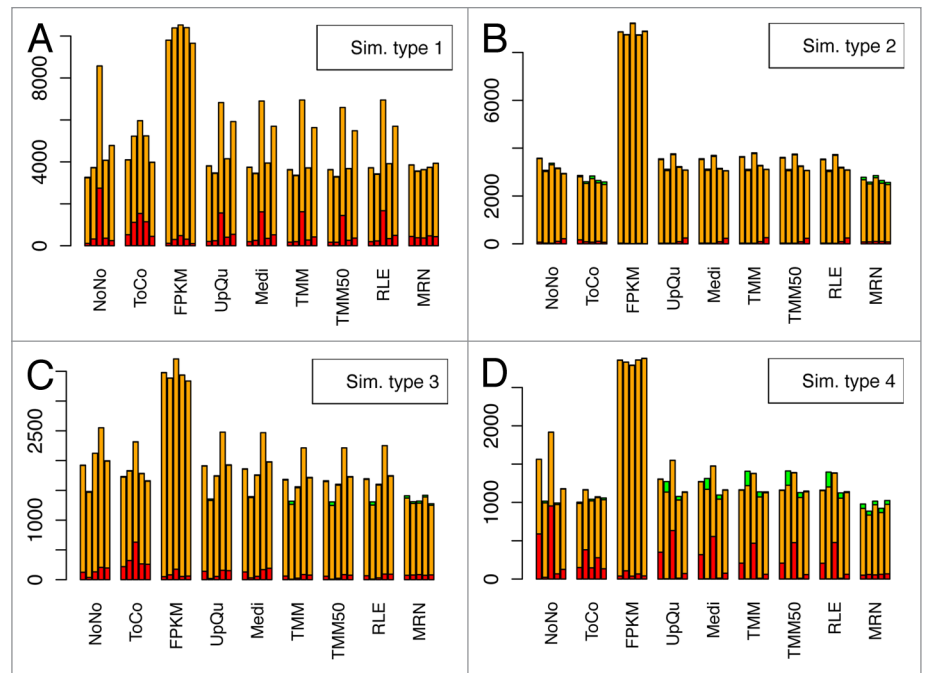 A
Sim. type 1
8000
4000
0
NoNo
ToCo
FPKM
UpQu
Medi
TMM
TMM50
RLE
MRN
B
Sim. type 2
6000
2000
0
NoNo
ToCo
FPKM
UpQu
Medi
TMM
TMM50
RLE
MRN
C
Sim. type 3
2500
1000
0
NoNo
ToCo
FPKM
UpQu
Medi
TMM
TMM50
RLE
MRN
D
Sim. type 4
2000
1000
0
NoNo
ToCo
FPKM
UpQu
Medi
TMM
TMM50
RLE
MRN